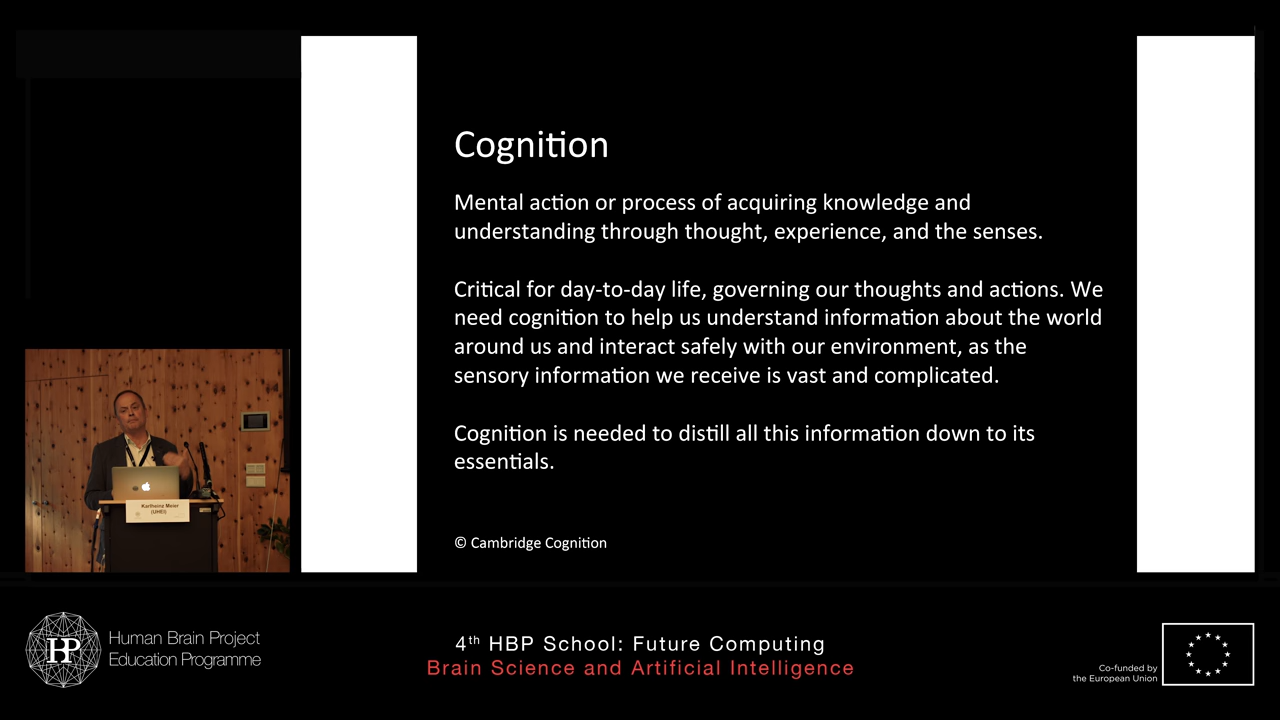 Cognition
Mental action or process of acquiring knowledge and
understanding through thought, experience, and the senses.
Critical for day-to-day life, governing our thoughts and actions. We
need cognition to help us understand information about the world
around us and interact safely with our environment, as the
sensory information we receive is vast and complicated.
Cognition is needed to distill all this information down to its
essentials.
© Cambridge Cognition
Karlheinz Meier
(UHEI)
HBP
Human Brain Project
Education Programme
4th HBP School: Future Computing
Brain Science and Artificial Intelligence
Co-funded by
the European Union